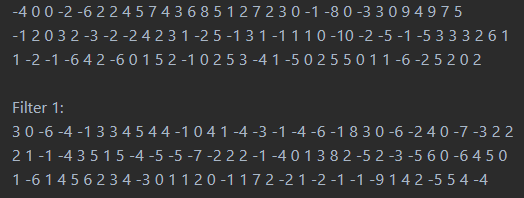 -4 0 0 -2 -6 2 2 4 5 7 4 3 6 8 5 1 2 7 2 3 0 -1 -8 0 -3 3 0 9 4 9 7 5
-1 2 0 3 2 -3 -2 -2 4 2 3 1 -2 5 -1 3 1 -1 1 1 0 -10 -2 -5 -1 -5 3 3 3 2 6 1
1 -2 -1 -6 4 2 -6 0 1 5 2 -1 0 2 5 3 -4 1 -5 0 2 5 5 0 1 1 -6 -2 5 2 0 2
Filter 1:
3 0 -6 -4 -1 3 3 4 5 4 4 -1 0 4 1 -4 -3 -1 -4 -6 -1 8 3 0 -6 -2 4 0 -7 -3 2 2
2 1 -1 -4 3 5 1 5 -4 -5 -5 -7 -2 2 2 -1 -4 0 1 3 8 2 -5 2 -3 -5 6 0 -6 4 5 0
1 -6 1 4 5 6 2 3 4 -3 0 1 1 2 0 -1 1 7 2 -2 1 -2 -1 -1 -9 1 4 2 -5 5 4 -4